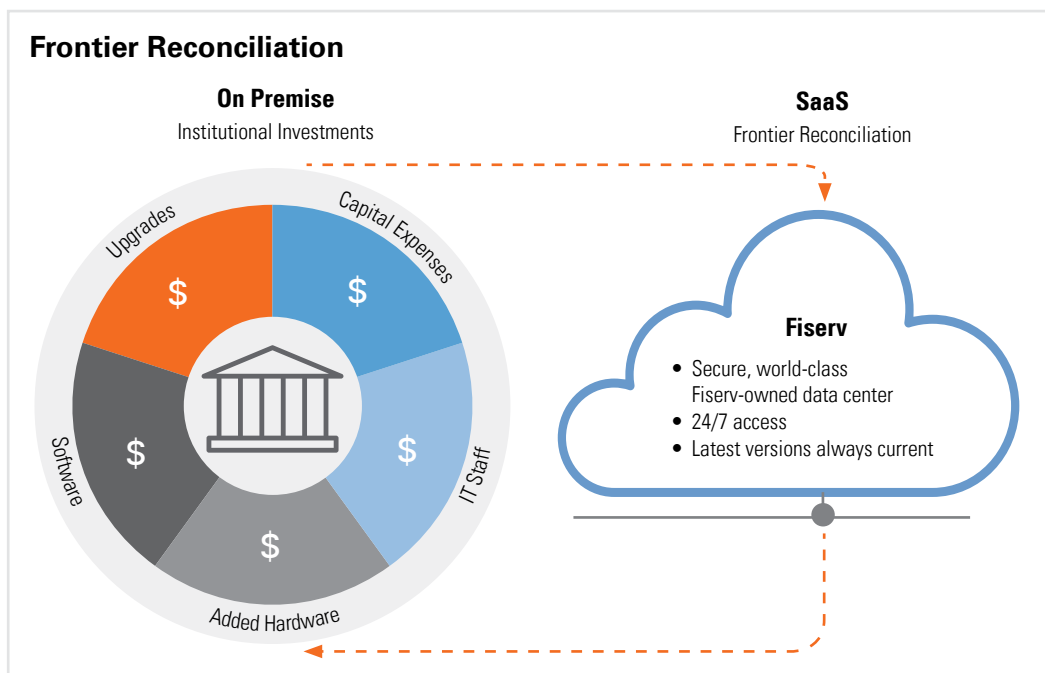 Frontier Reconciliation
On Premise
Institutional Investments
SaaS
Frontier Reconciliation
Upgrades
$
Capital Expenses
$
Software
$
IT Staff
$
Added Hardware
$
Fiserv
• Secure, world-class
Fiserv-owned data center
• 24/7 access
• Latest versions always current